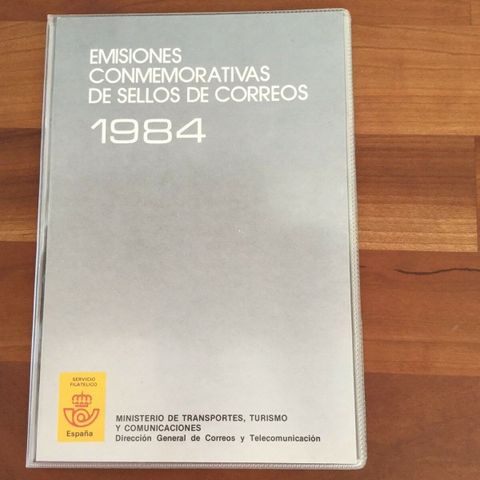 EMISIONES
CONMEMORATIVAS
DE SELLOS DE CORREOS
1984
SERVICIO
FILATELICO
España
MINISTERIO DE TRANSPORTES, TURISMO
Y COMUNICACIONES
Dirección General de Correos y Telecomunicación